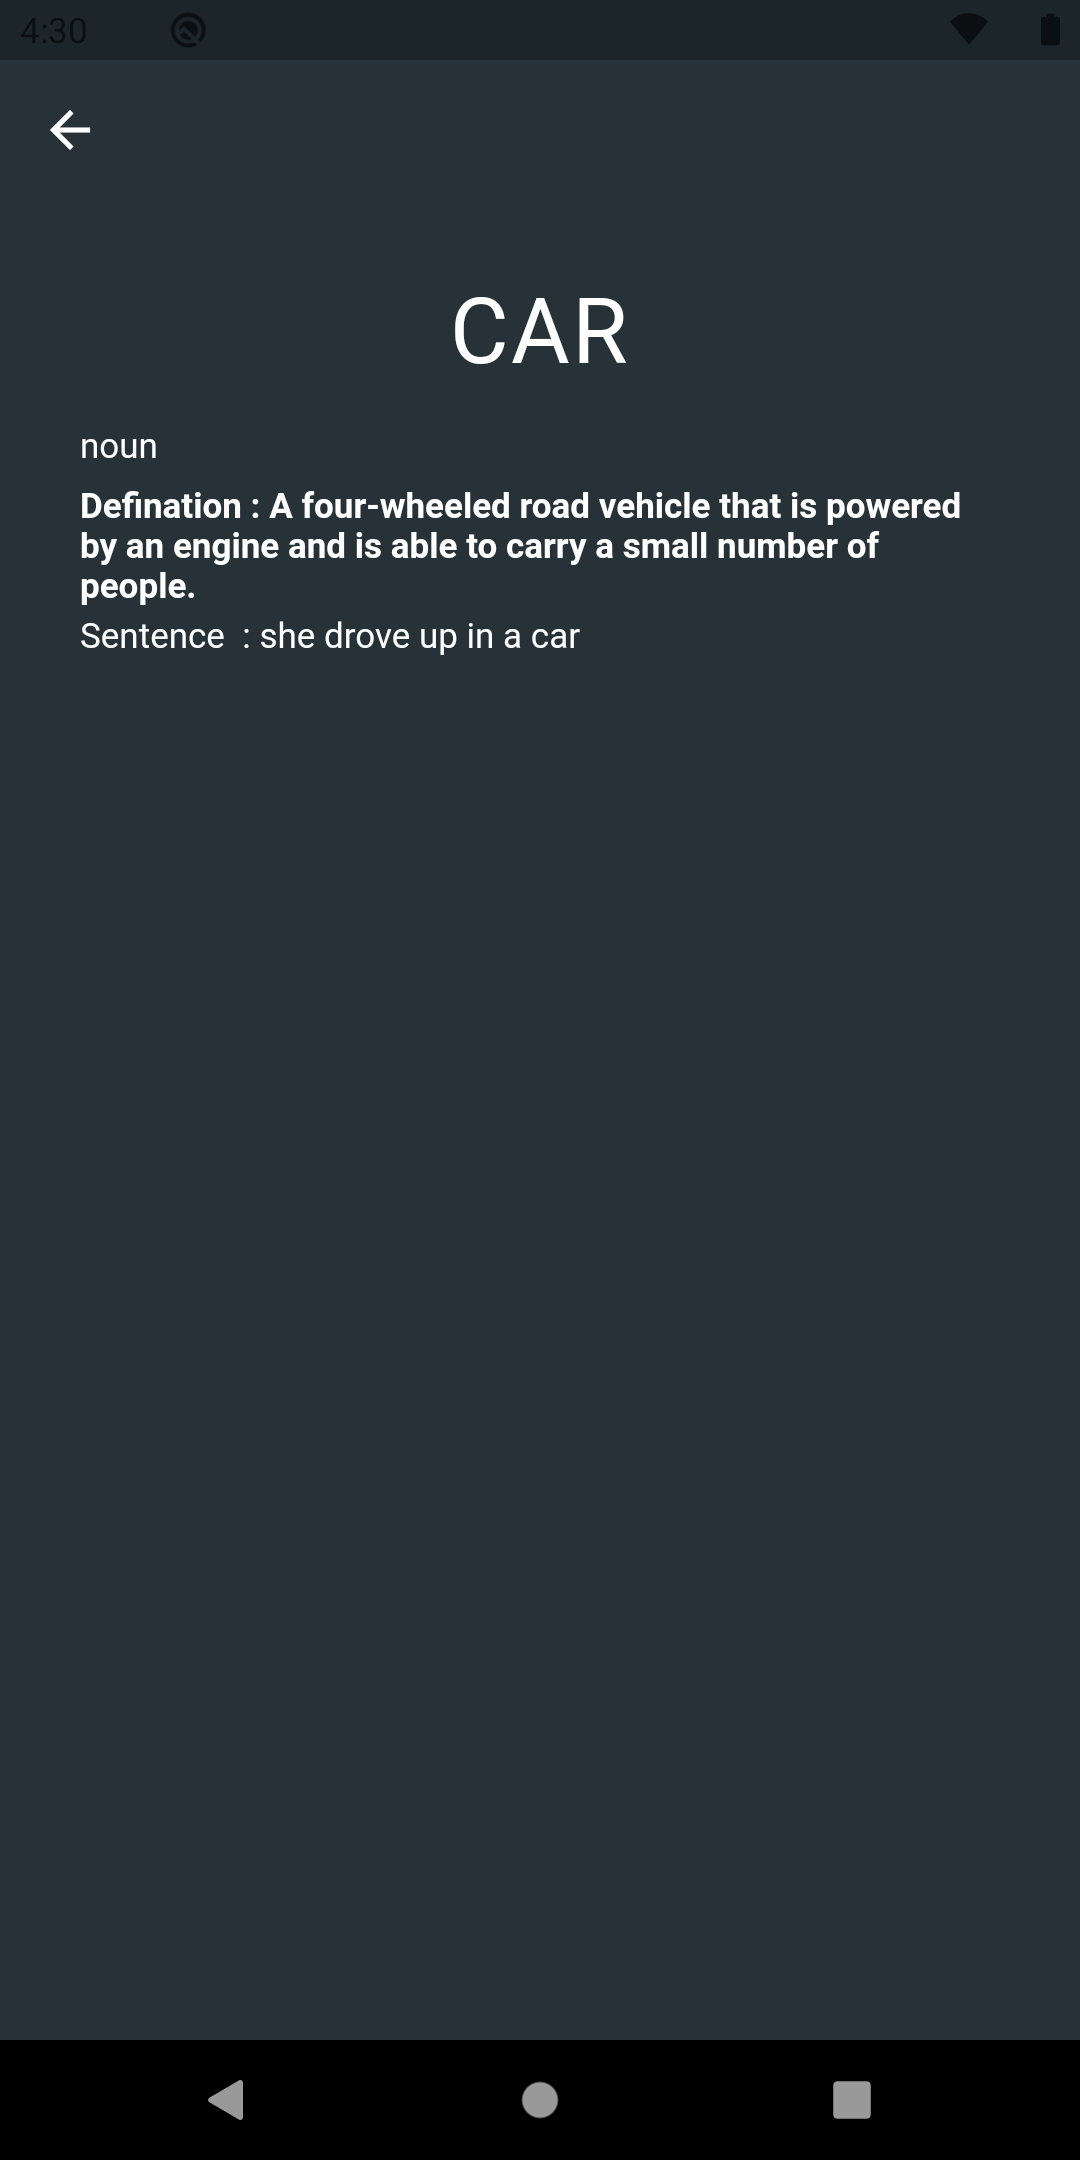 4:30
CAR
noun
Defination : A four-wheeled road vehicle that is powered
by an engine and is able to carry a small number of
people.
Sentence  : she drove up in a car